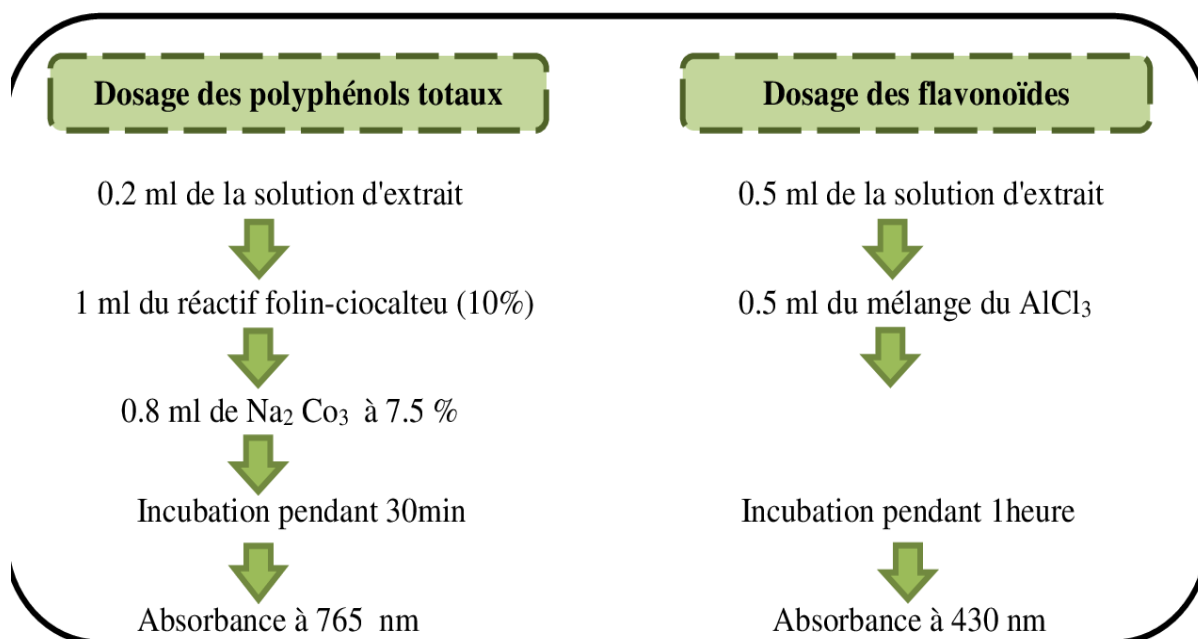 Dosage des polyphénols totaux
0.2 ml de la solution d'extrait
1 ml du réactif folin-ciocalteu (10%)
0.8 ml de Na₂ Co₃ à 7.5 %
Incubation pendant 30min
Absorbance à 765 nm
Dosage des flavonoïdes
0.5 ml de la solution d'extrait
0.5 ml du mélange du AlCl₃
Incubation pendant 1heure
Absorbance à 430 nm